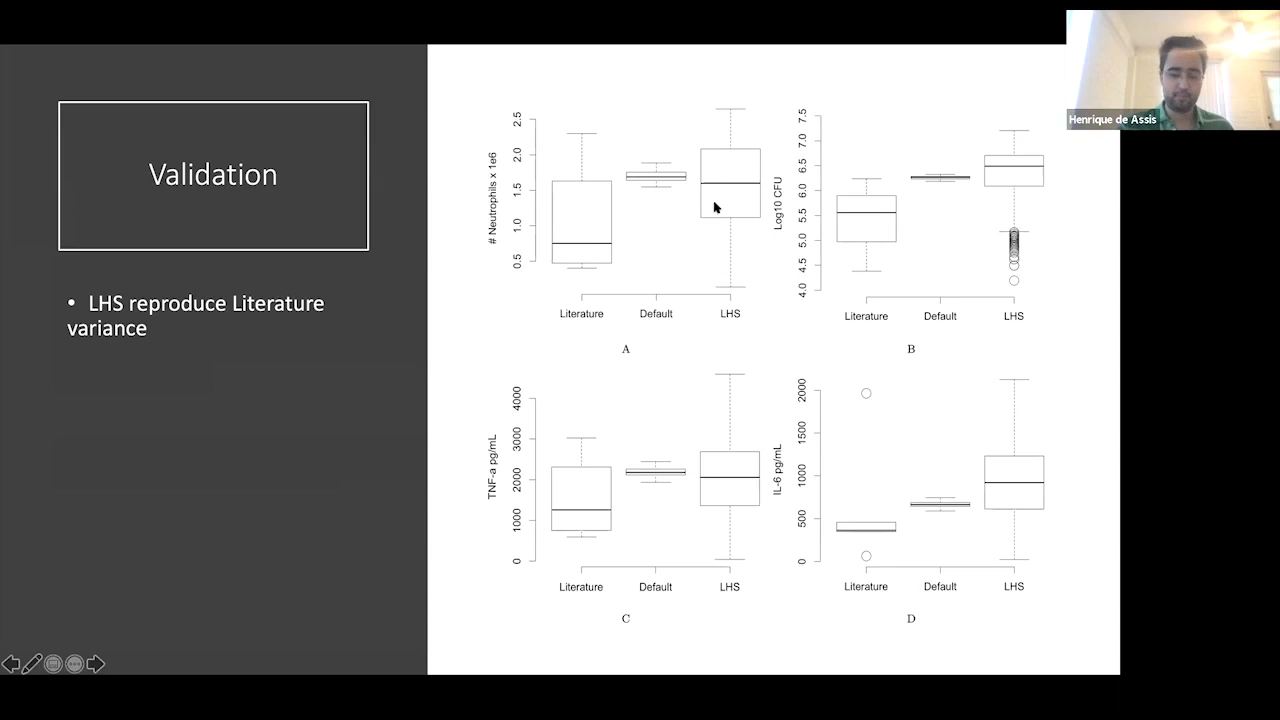 Henrique de Assis
Validation
• LHS reproduce Literature
variance
# Neutrophils x 1e6
2.5
2.0
1.5
1.0
0.5
Literature Default LHS
A
Log10 CFU
7.5
7.0
6.5
6.0
5.5
5.0
4.5
4.0
Literature Default LHS
B
TNF-a pg/mL
4000
3000
2000
1000
0
Literature Default LHS
C
IL-6 pg/mL
2000
1500
1000
500
0
Literature Default LHS
D